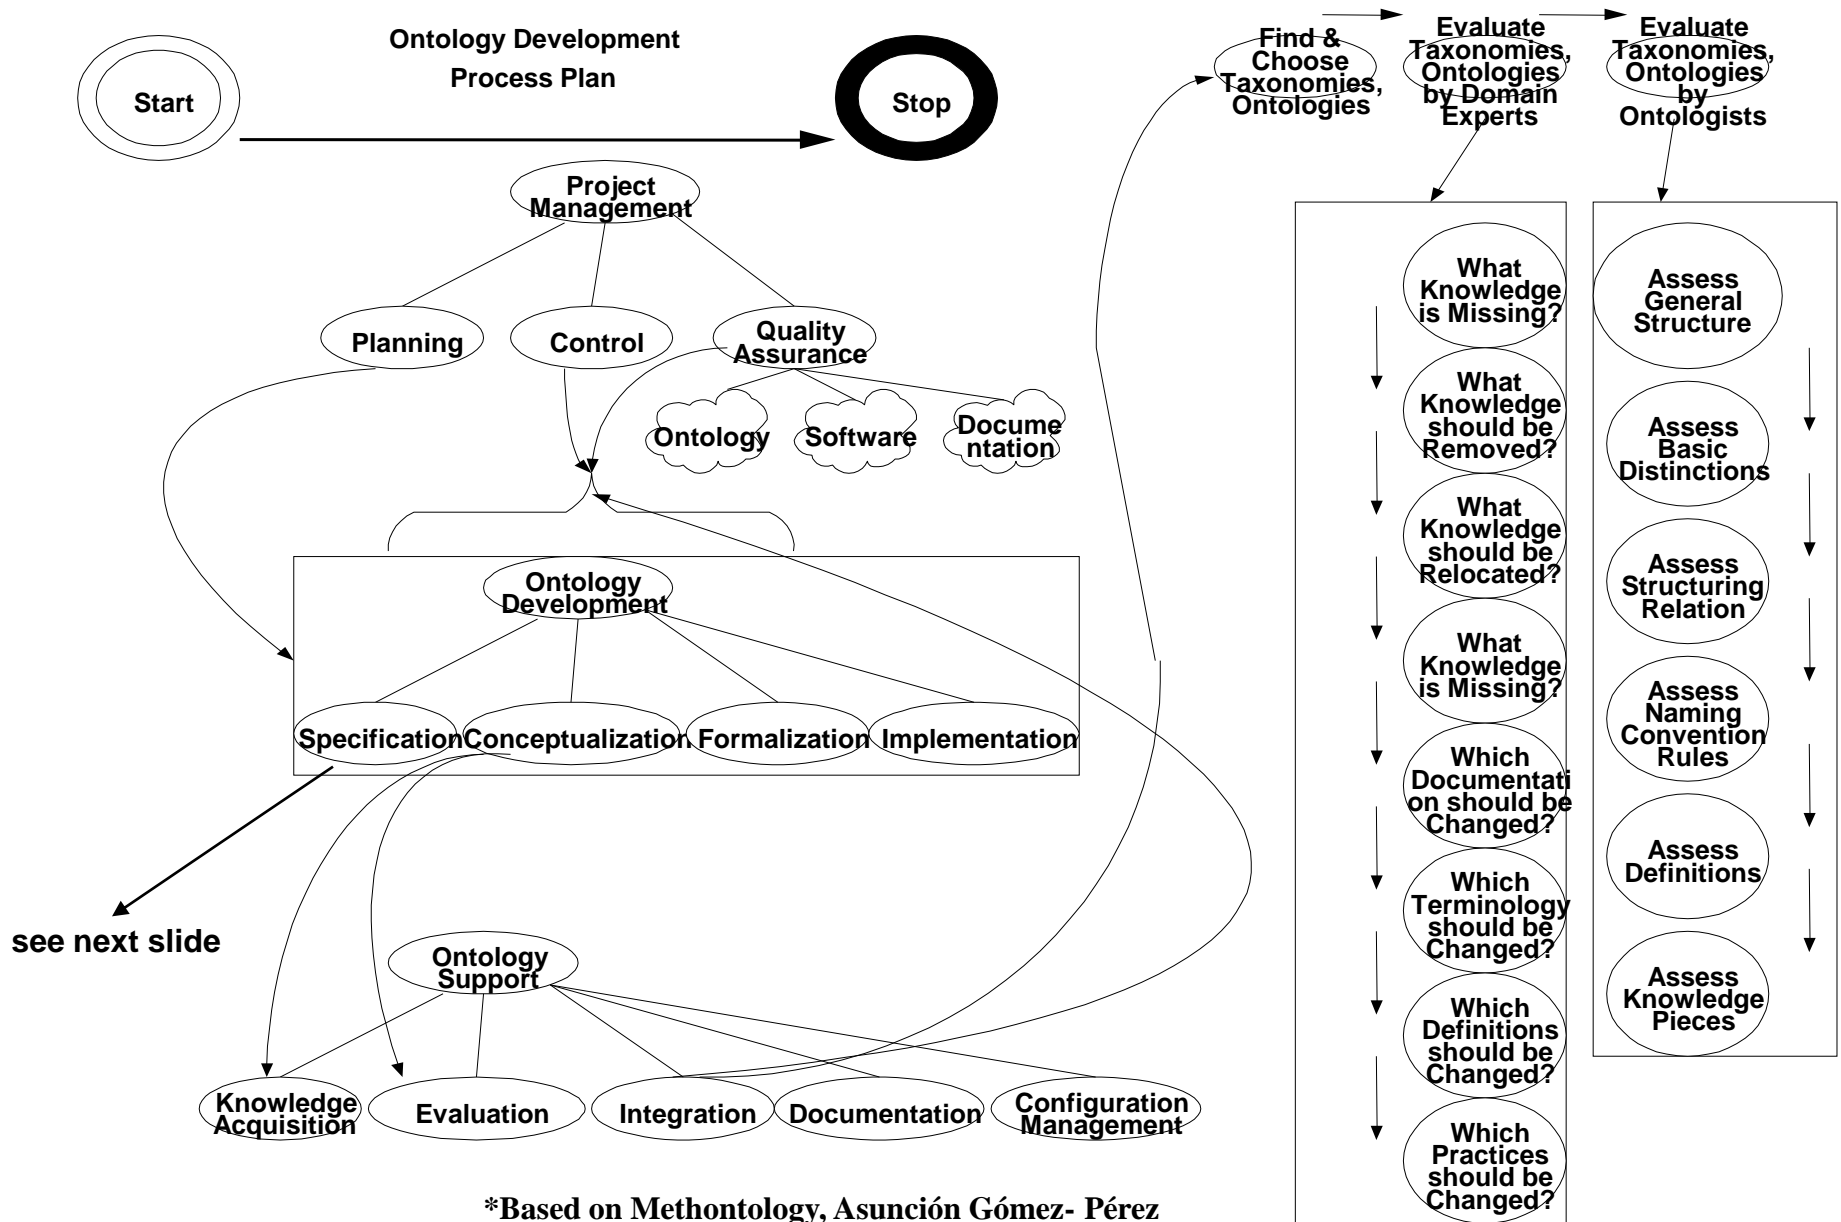 Ontology Development
Process Plan
Start
Stop
Project
Management
Planning
Control
Quality
Assurance
Ontology
Software
Docume
ntation
Ontology
Development
Specification
Conceptualization
Formalization
Implementation
see next slide
Ontology
Support
Knowledge
Acquisition
Evaluation
Integration
Documentation
Configuration
Management
*Based on Methontology, Asunción Gómez- Pérez
Find &
Choose
Taxonomies,
Ontologies
Evaluate
Taxonomies,
Ontologies
by Domain
Experts
Evaluate
Taxonomies,
Ontologies
by
Ontologists
What
Knowledge
is Missing?
What
Knowledge
should be
Removed?
What
Knowledge
should be
Relocated?
What
Knowledge
is Missing?
Which
Documentati
on should be
Changed?
Which
Terminology
should be
Changed?
Which
Definitions
should be
Changed?
Which
Practices
should be
Changed?
Assess
General
Structure
Assess
Basic
Distinctions
Assess
Structuring
Relation
Assess
Naming
Convention
Rules
Assess
Definitions
Assess
Knowledge
Pieces